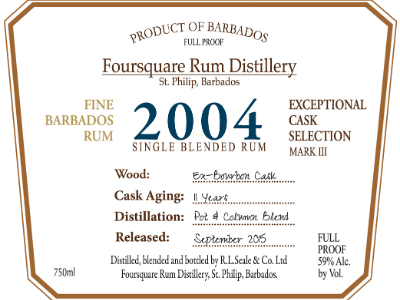 PRODUCT OF BARBADOS
FULL PROOF
Foursquare Rum Distillery
St. Philip, Barbados
FINE
BARBADOS
RUM
2004
SINGLE BLENDED RUM
EXCEPTIONAL
CASK
SELECTION
MARK III
Wood: Ex-Bourbon Cask
Cask Aging: 11 Years
Distillation: Pot & Column Blend
Released: September 2015
Distilled, blended and bottled by R.L.Seale & Co. Ltd
Foursquare Rum Distillery, St. Philip, Barbados.
750ml
FULL
PROOF
59% Alc.
by Vol.